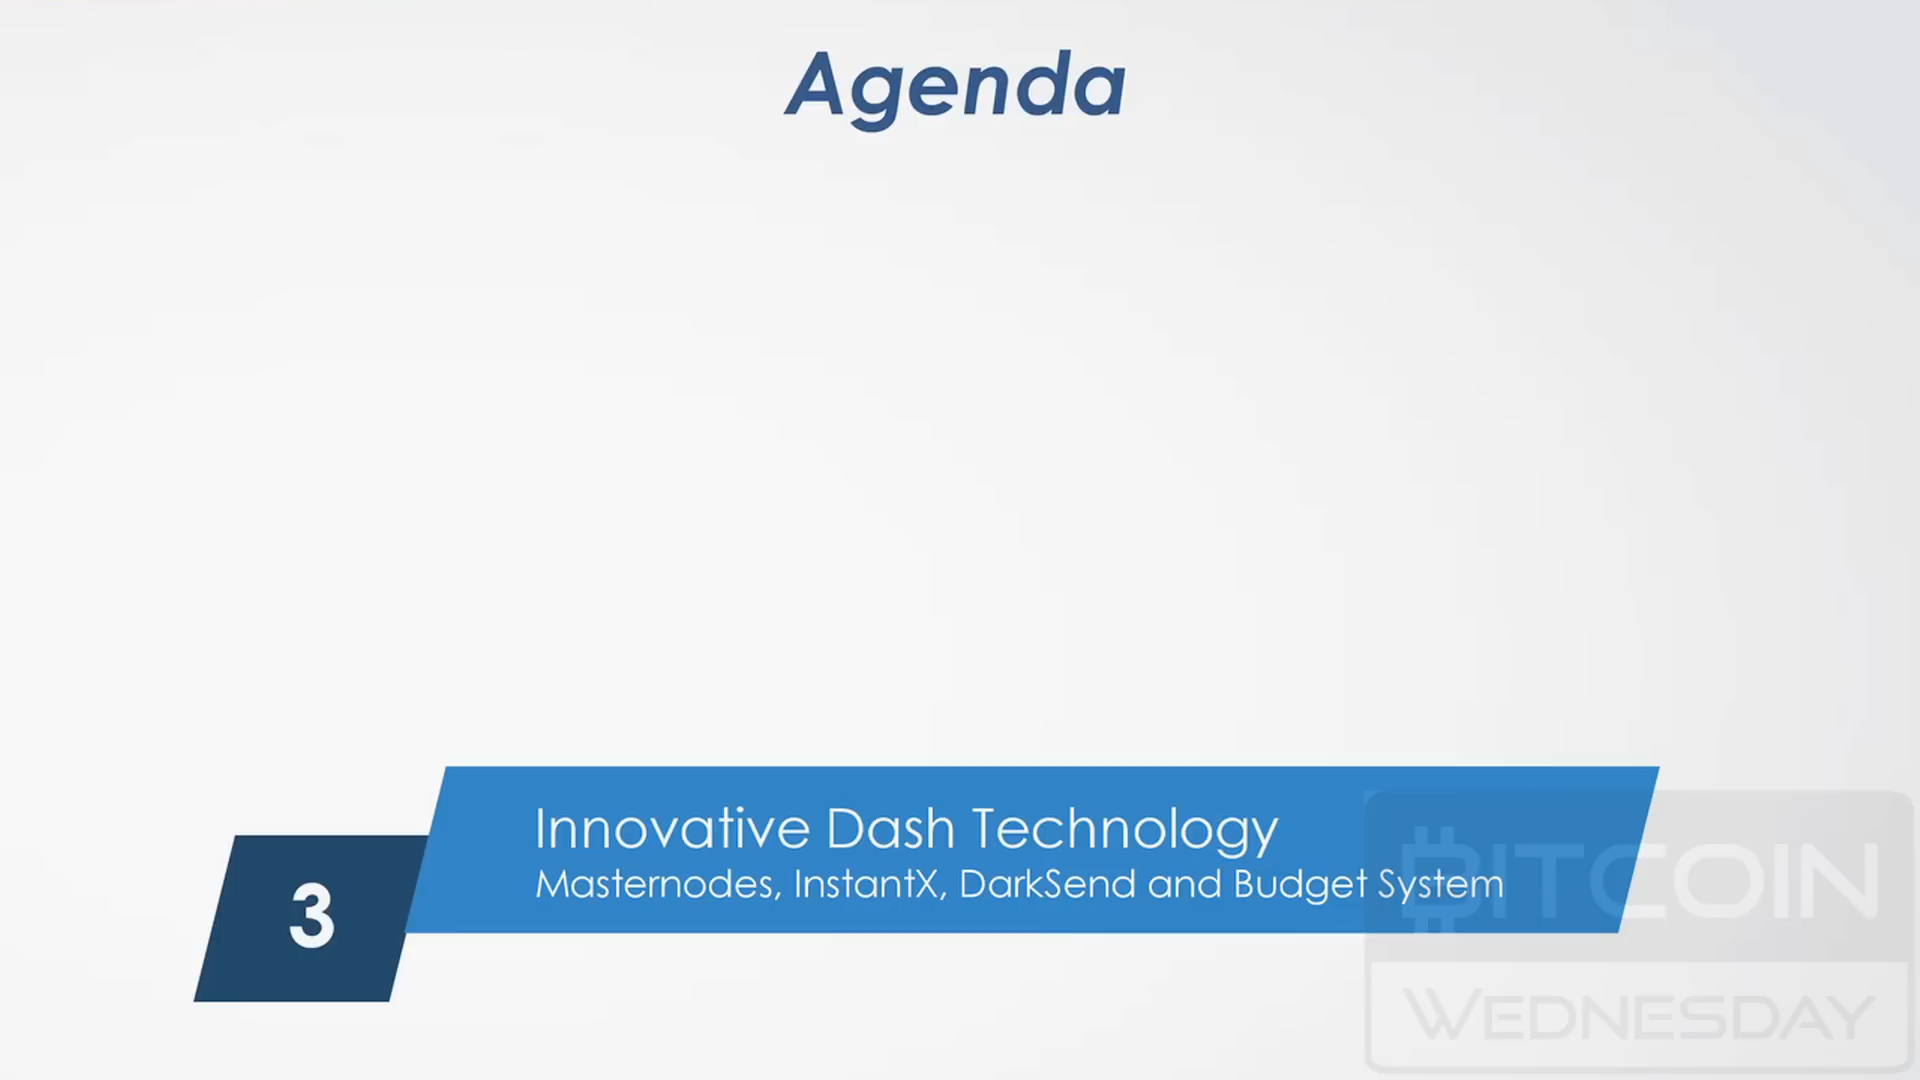 Agenda
3
Innovative Dash Technology
Masternodes, InstantX, DarkSend and Budget System
BITCOIN
WEDNESDAY